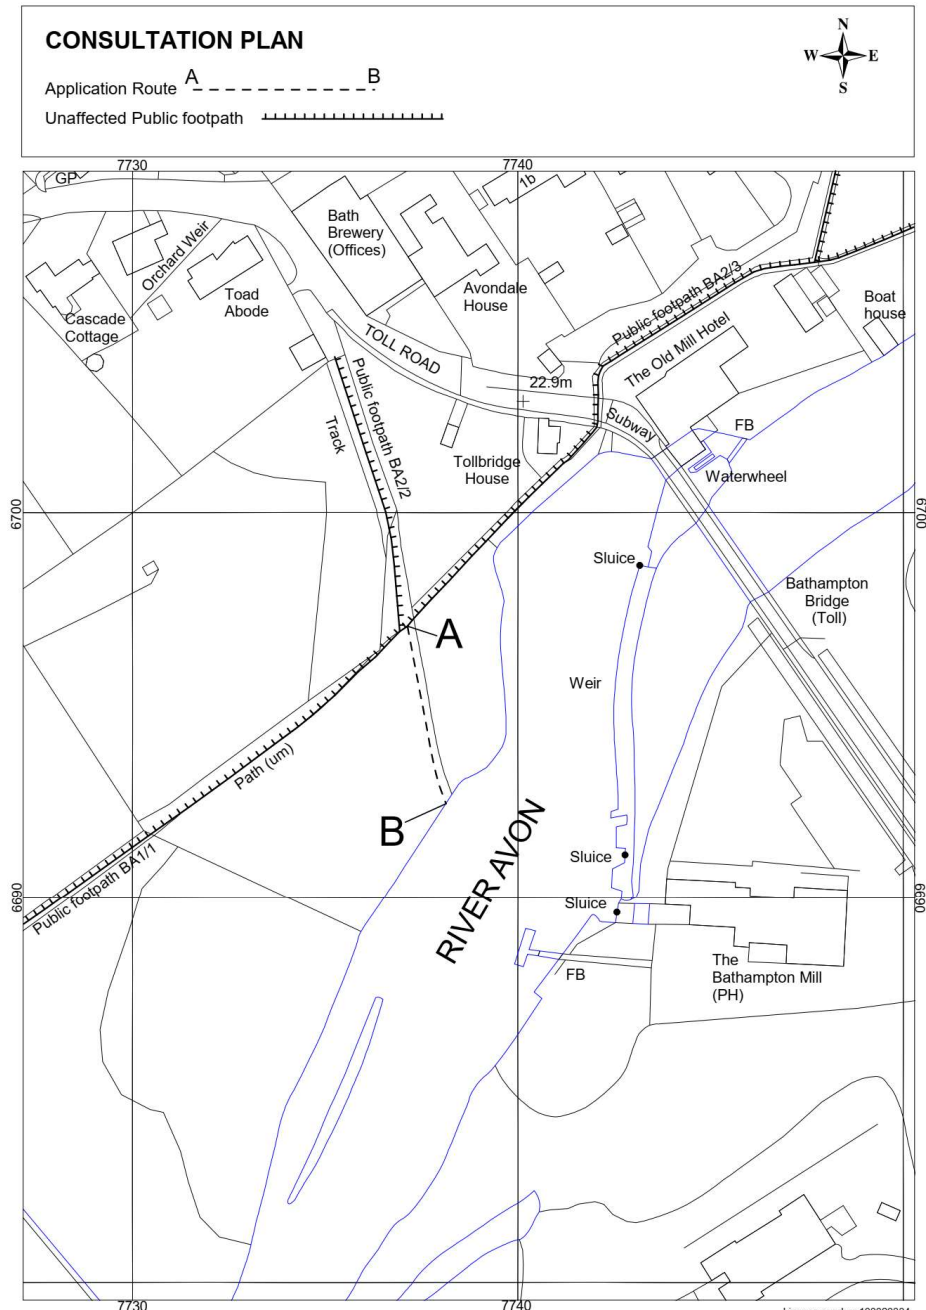 CONSULTATION PLAN
N
W
E
S
Application Route
A
B
Unaffected Public footpath
7730
7740
GP
1b
Orchard Weir
Bath
Brewery
(Offices)
Toad
Abode
Avondale
House
Cascade
Cottage
TOLL ROAD
Public footpath BA2/3
Boat
house
The Old Mill Hotel
22.9m
Track
Public footpath BA2/2
Subway
FB
Tollbridge
House
Waterwheel
6700
6700
Sluice
Bathampton
Bridge
(Toll)
A
Weir
Path (um)
B
Public footpath BA1/1
RIVER AVON
Sluice
6690
6690
Sluice
The
Bathampton Mill
(PH)
FB
7730
7740